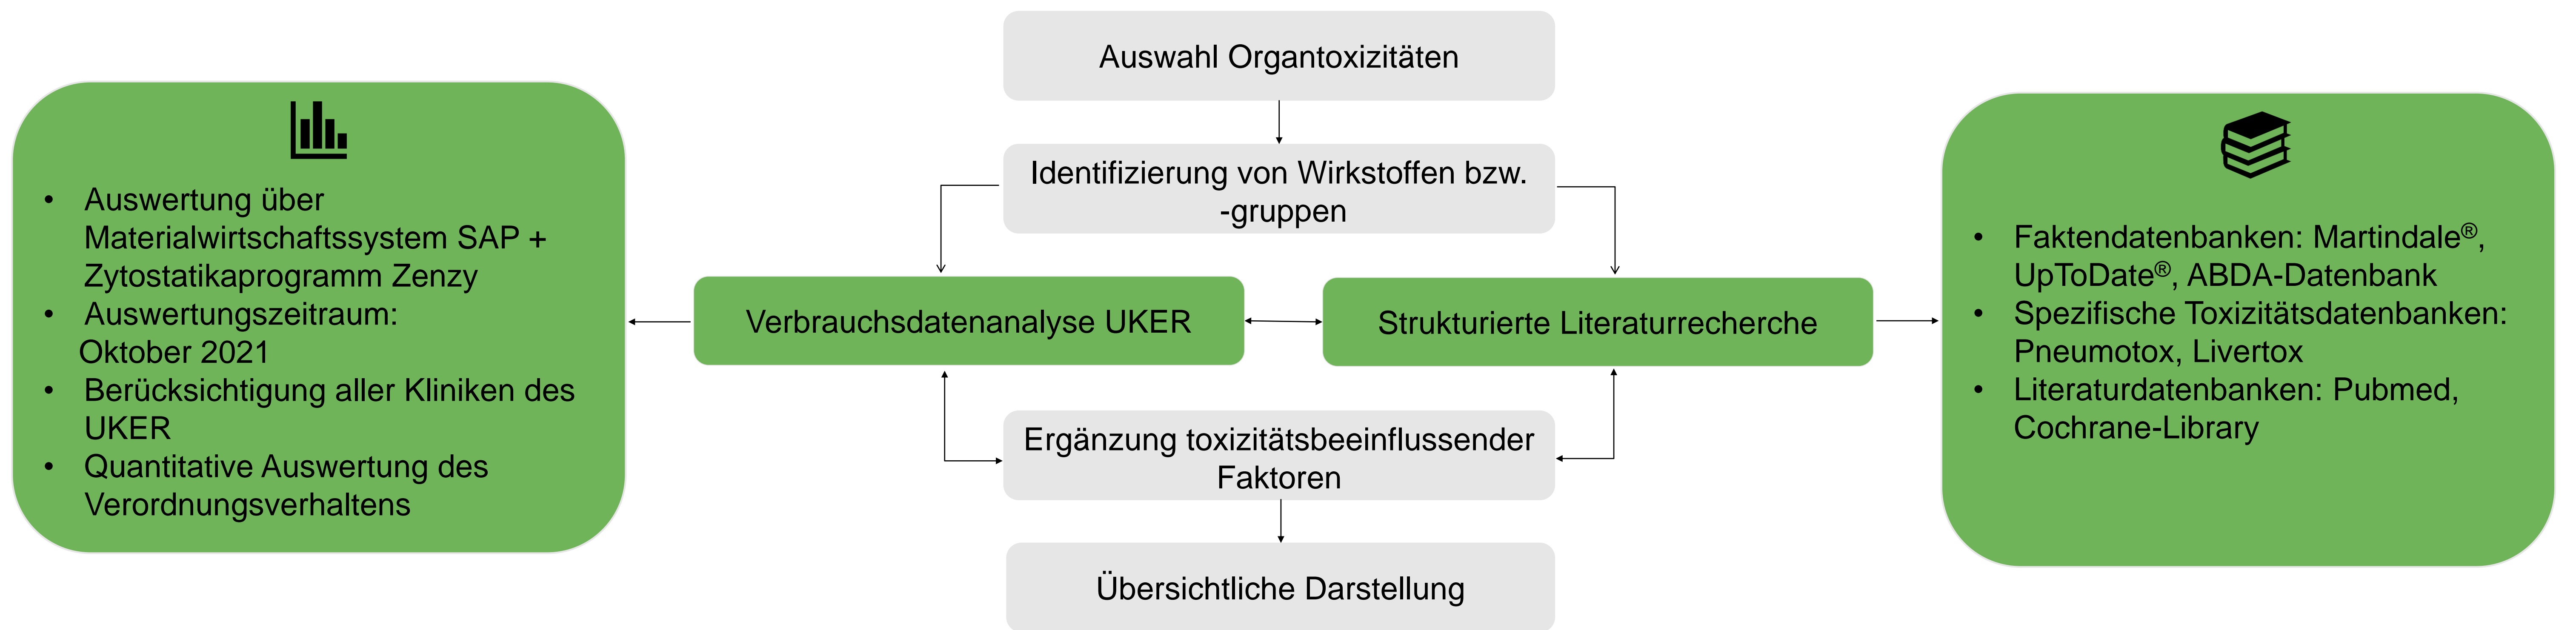 Auswahl Organtoxizitäten
Identifizierung von Wirkstoffen bzw.
-gruppen
Verbrauchsdatenanalyse UKER
Strukturierte Literaturrecherche
Ergänzung toxizitätsbeeinflussender
Faktoren
Übersichtliche Darstellung
• Auswertung über
Materialwirtschaftssystem SAP +
Zytostatikaprogramm Zenzy
• Auswertungszeitraum:
Oktober 2021
• Berücksichtigung aller Kliniken des
UKER
• Quantitative Auswertung des
Verordnungsverhaltens
• Faktendatenbanken: Martindale®,
UpToDate®, ABDA-Datenbank
• Spezifische Toxizitätsdatenbanken:
Pneumotox, Livertox
• Literaturdatenbanken: Pubmed,
Cochrane-Library